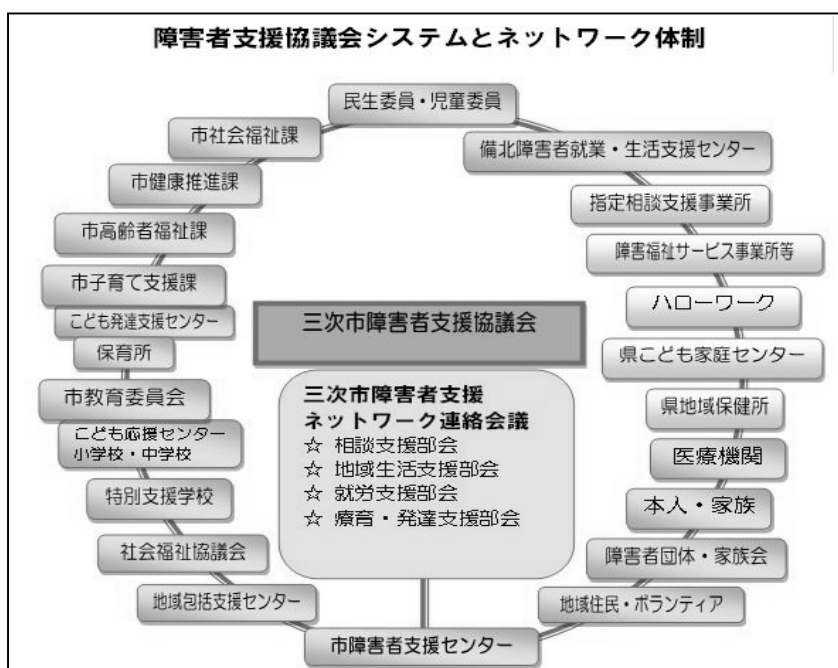 障害者支援協議会システムとネットワーク体制
民生委員・児童委員
市社会福祉課
備北障害者就業・生活支援センター
市健康推進課
指定相談支援事業所
市高齢者福祉課
障害福祉サービス事業所等
市子育て支援課
こども発達支援センター
ハローワーク
保育所
県こども家庭センター
市教育委員会
県地域保健所
こども応援センター
小学校・中学校
医療機関
特別支援学校
本人・家族
社会福祉協議会
障害者団体・家族会
地域包括支援センター
地域住民・ボランティア
市障害者支援センター
三次市障害者支援協議会
三次市障害者支援
ネットワーク連絡会議
☆ 相談支援部会
☆ 地域生活支援部会
☆ 就労支援部会
☆ 療育・発達支援部会